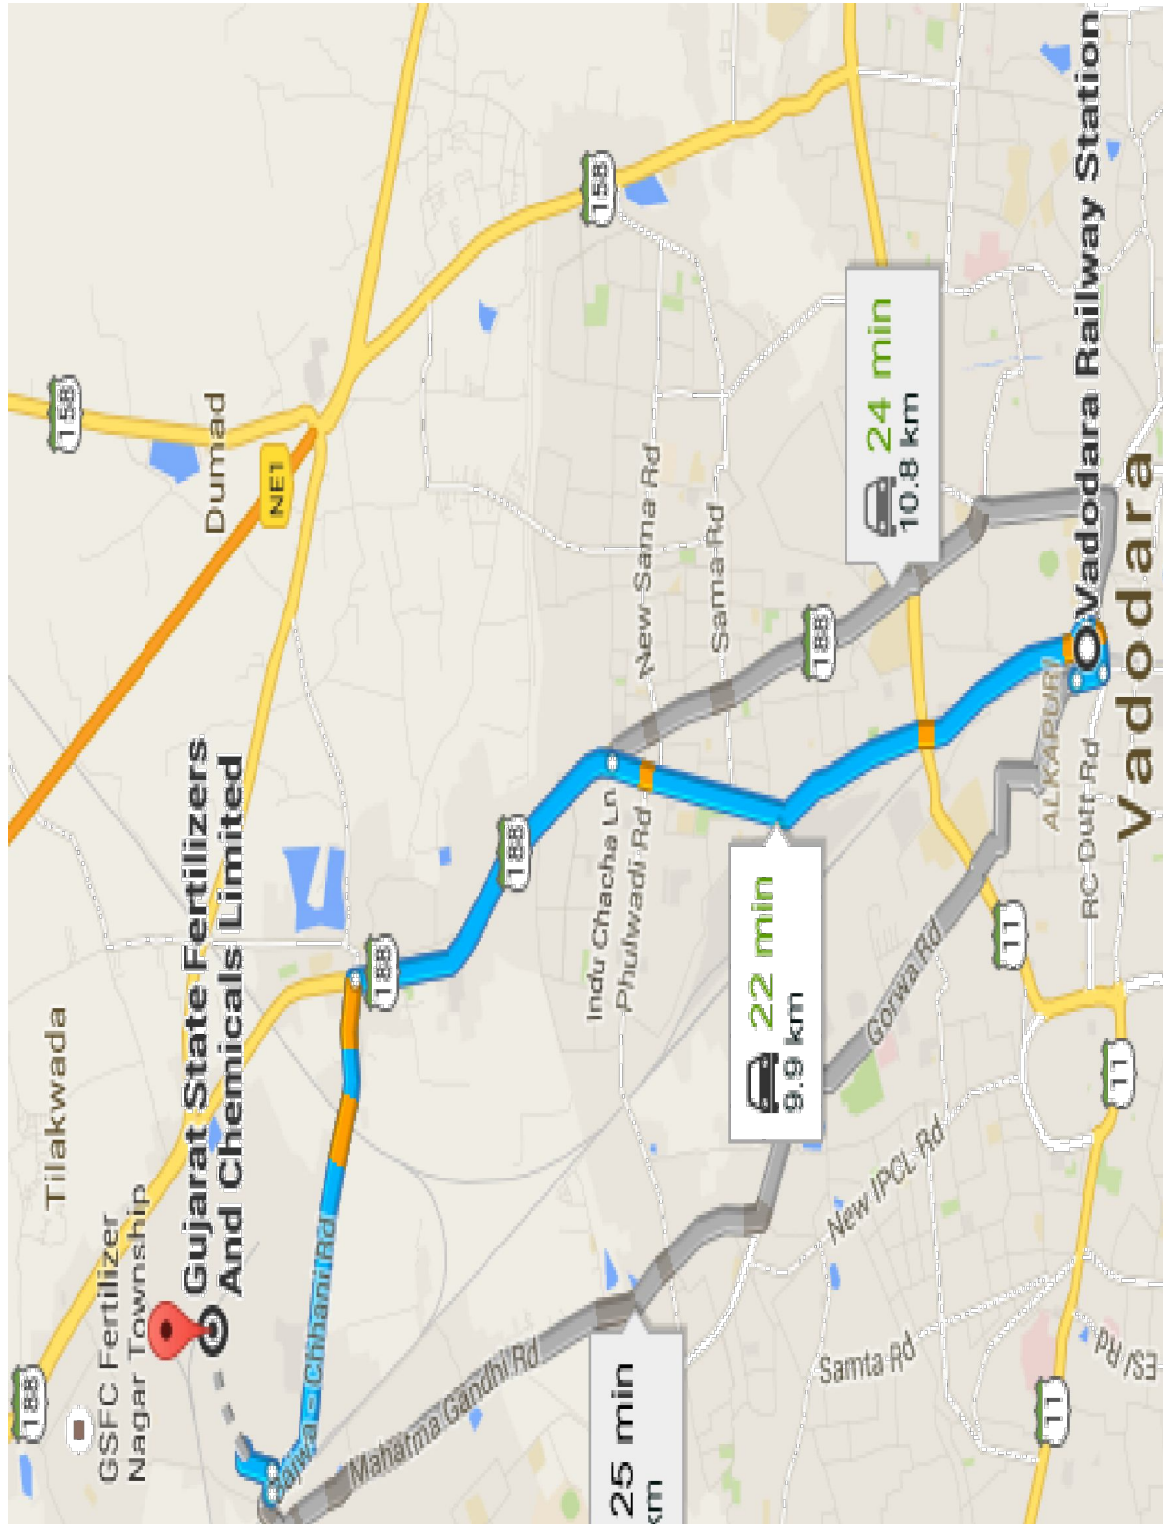 158
Tilakwada
188
GSFC Fertilizer
Nagar Township
Gujarat State Fertilizers
And Chemicals Limited
Dumad
NE1
158
188
188
Mahatma Gandhi Rd
Chhani Rd
Indu Chacha Ln
Phulwadi Rd
New Sama Rd
Sama Rd
188
24 min
10.8 km
22 min
9.9 km
25 min
km
Gorwa Rd
New IPCL Rd
Samta Rd
11
11
11
ALKAPURI
RC Dutt Rd
Vadodara Railway Station
Vadodara